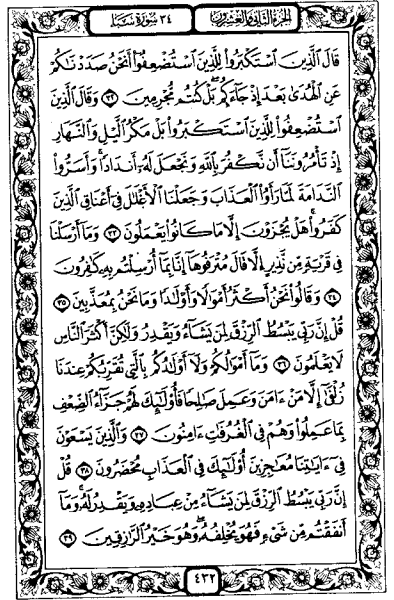 الجزء الثاني والعشرون
٣٤ سورة سبإ
قَالَ الَّذِينَ اسْتَكْبَرُوا لِلَّذِينَ اسْتُضْعِفُوا أَنَحْنُ صَدَدْنَاكُمْ
عَنِ الْهُدَىٰ بَعْدَ إِذْ جَاءَكُم بَلْ كُنتُم مُّجْرِمِينَ ٣٢ وَقَالَ الَّذِينَ
اسْتُضْعِفُوا لِلَّذِينَ اسْتَكْبَرُوا بَلْ مَكْرُ الَّيْلِ وَالنَّهَارِ
إِذْ تَأْمُرُونَنَا أَن نَّكْفُرَ بِاللَّهِ وَنَجْعَلَ لَهُ أَندَادًا وَأَسَرُّوا
النَّدَامَةَ لَمَّا رَأَوُا الْعَذَابَ وَجَعَلْنَا الْأَغْلَٰلَ فِي أَعْنَاقِ الَّذِينَ
كَفَرُوا هَلْ يُجْزَوْنَ إِلَّا مَا كَانُوا يَعْمَلُونَ ٣٣ وَمَا أَرْسَلْنَا
فِي قَرْيَةٍ مِّن نَّذِيرٍ إِلَّا قَالَ مُتْرَفُوهَا إِنَّا بِمَا أُرْسِلْتُم بِهِ كَافِرُونَ
٣٤ وَقَالُوا نَحْنُ أَكْثَرُ أَمْوَالًا وَأَوْلَادًا وَمَا نَحْنُ بِمُعَذَّبِينَ ٣٥
قُلْ إِنَّ رَبِّي يَبْسُطُ الرِّزْقَ لِمَن يَشَاءُ وَيَقْدِرُ وَلَٰكِنَّ أَكْثَرَ النَّاسِ
لَا يَعْلَمُونَ ٣٦ وَمَا أَمْوَالُكُمْ وَلَا أَوْلَادُكُم بِالَّتِي تُقَرِّبُكُمْ عِندَنَا
زُلْفَىٰ إِلَّا مَنْ ءَامَنَ وَعَمِلَ صَالِحًا فَأُولَٰئِكَ لَهُمْ جَزَاءُ الضِّعْفِ
بِمَا عَمِلُوا وَهُمْ فِي الْغُرُفَاتِ ءَامِنُونَ ٣٧ وَالَّذِينَ يَسْعَوْنَ
فِي ءَايَاتِنَا مُعَاجِزِينَ أُولَٰئِكَ فِي الْعَذَابِ مُحْضَرُونَ ٣٨ قُلْ
إِنَّ رَبِّي يَبْسُطُ الرِّزْقَ لِمَن يَشَاءُ مِنْ عِبَادِهِ وَيَقْدِرُ لَهُ وَمَا
أَنفَقْتُم مِّن شَيْءٍ فَهُوَ يُخْلِفُهُ وَهُوَ خَيْرُ الرَّازِقِينَ ٣٩
٤٣٢